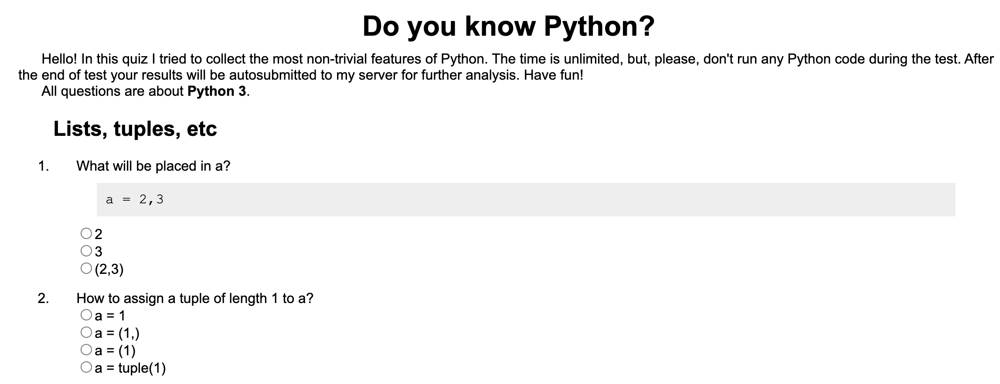 Do you know Python?
Hello! In this quiz I tried to collect the most non-trivial features of Python. The time is unlimited, but, please, don't run any Python code during the test. After
the end of test your results will be autosubmitted to my server for further analysis. Have fun!
All questions are about Python 3.
Lists, tuples, etc
1. What will be placed in a?
a = 2,3
2
3
(2,3)
2. How to assign a tuple of length 1 to a?
a = 1
a = (1,)
a = (1)
a = tuple(1)